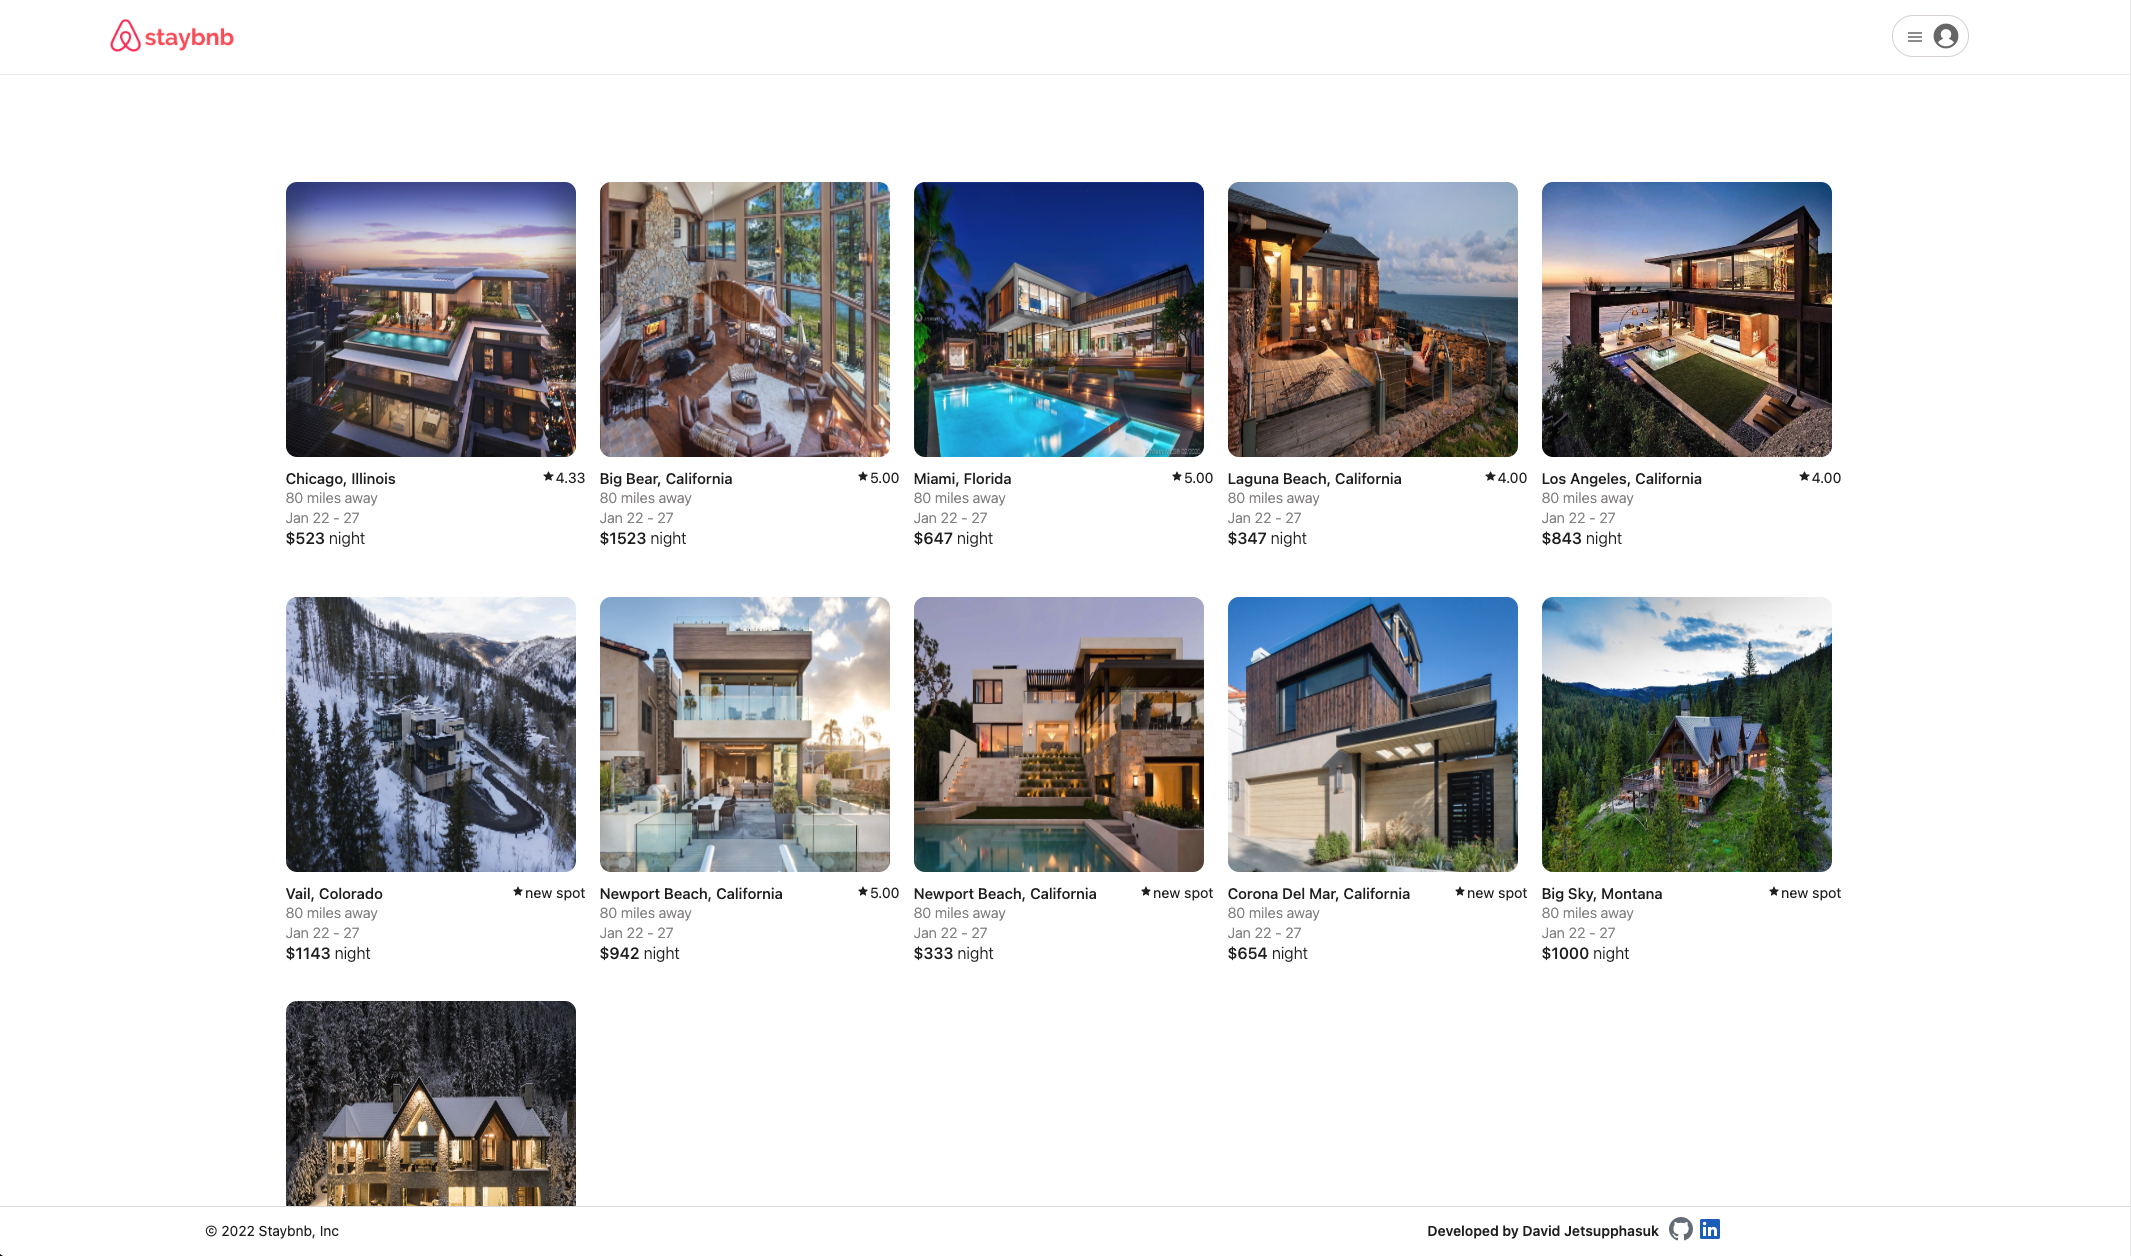 staybnb
Chicago, Illinois ★4.33
80 miles away
Jan 22 - 27
$523 night
Big Bear, California ★5.00
80 miles away
Jan 22 - 27
$1523 night
Miami, Florida ★5.00
80 miles away
Jan 22 - 27
$647 night
Laguna Beach, California ★4.00
80 miles away
Jan 22 - 27
$347 night
Los Angeles, California ★4.00
80 miles away
Jan 22 - 27
$843 night
Vail, Colorado ★new spot
80 miles away
Jan 22 - 27
$1143 night
Newport Beach, California ★5.00
80 miles away
Jan 22 - 27
$942 night
Newport Beach, California ★new spot
80 miles away
Jan 22 - 27
$333 night
Corona Del Mar, California ★new spot
80 miles away
Jan 22 - 27
$654 night
Big Sky, Montana ★new spot
80 miles away
Jan 22 - 27
$1000 night
© 2022 Staybnb, Inc
Developed by David Jetsupphasuk in